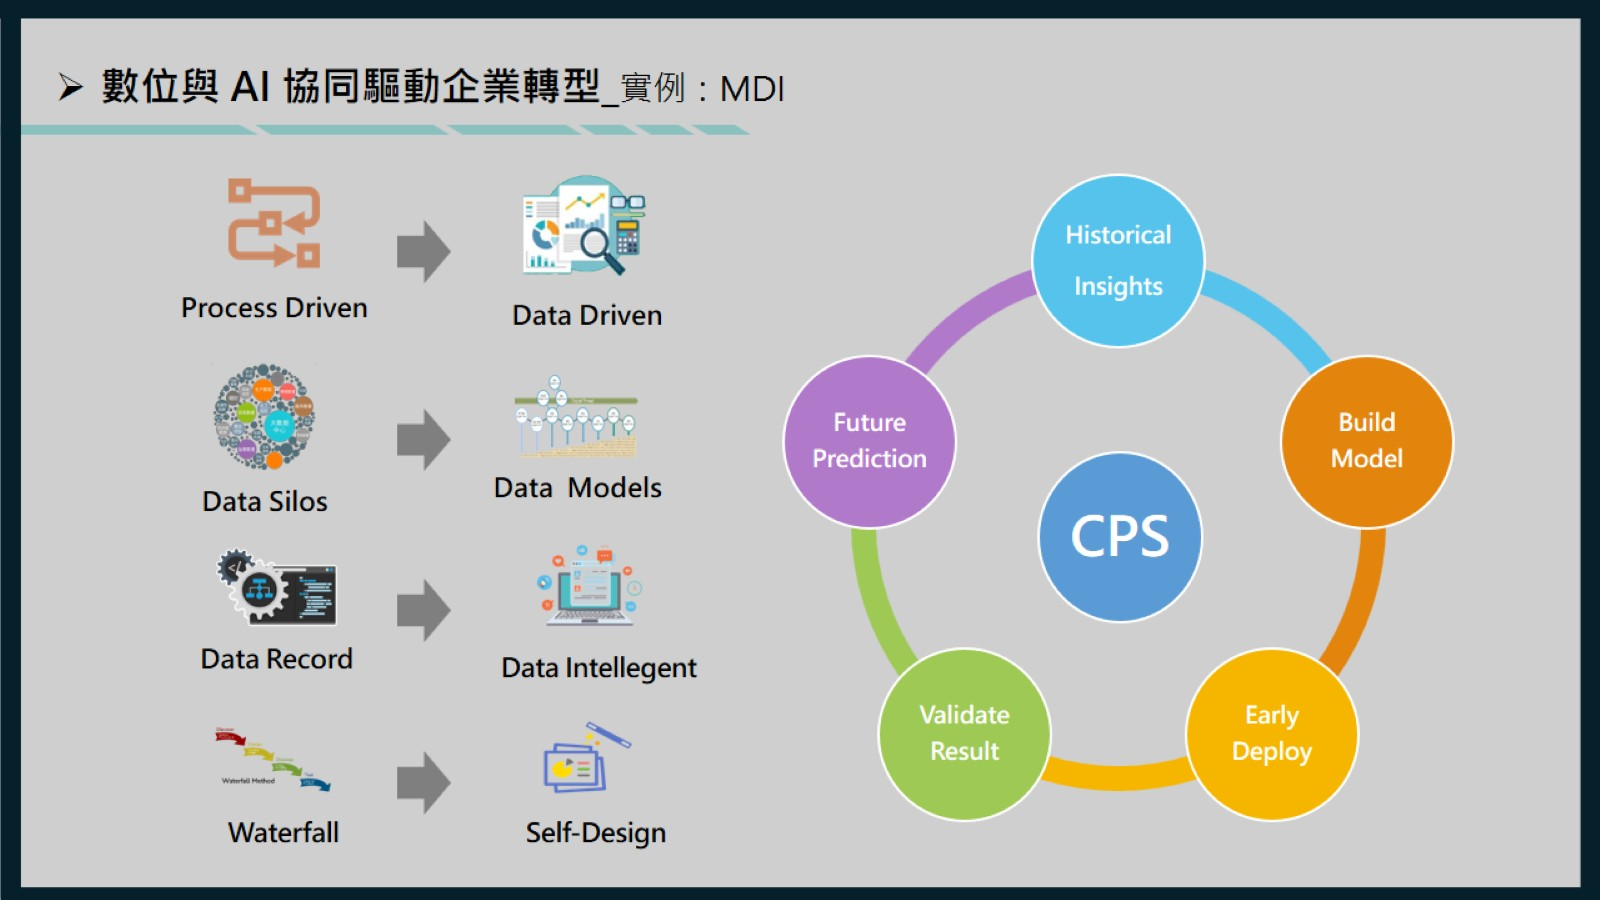 ➢ 數位與 AI 協同驅動企業轉型_實例：MDI
Process Driven
Data Driven
Data Silos
Data Models
Data Record
Data Intellegent
Waterfall Method
Waterfall
Self-Design
Historical
Insights
Build
Model
Early
Deploy
Validate
Result
Future
Prediction
CPS